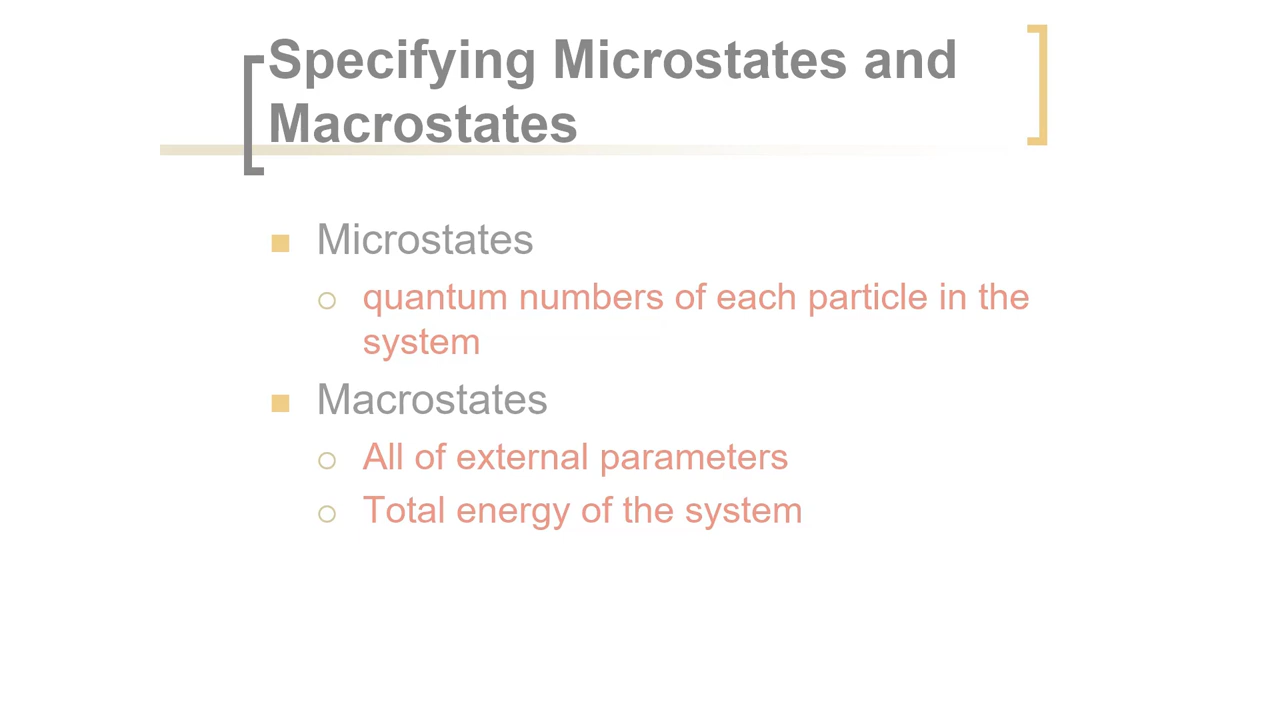 Specifying Microstates and
Macrostates
Microstates
quantum numbers of each particle in the
system
Macrostates
All of external parameters
Total energy of the system